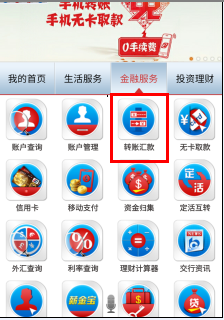 手机转账
手机无卡取款
免
0手续费
我的首页 生活服务 金融服务 投资理财
账户查询 账户管理 转账汇款 无卡取款
¥
$
定
活
信用卡 移动支付 资金归集 定活互转
%
外汇查询 利率查询 理财计算器 交行资讯
薪金宝
贷